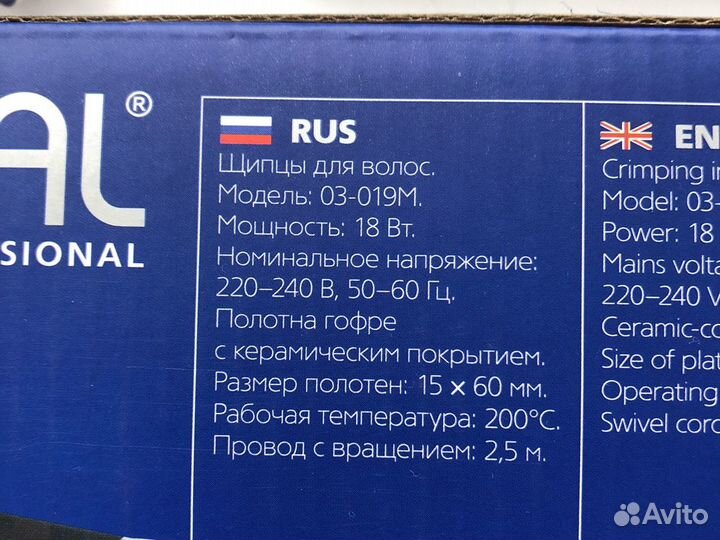 AL®
SIONAL
RUS
Щипцы для волос.
Модель: 03-019М.
Мощность: 18 Вт.
Номинальное напряжение:
220–240 В, 50–60 Гц.
Полотна гофре
с керамическим покрытием.
Размер полотен: 15 x 60 мм.
Рабочая температура: 200°С.
Провод с вращением: 2,5 м.
EN
Crimping i
Model: 03-
Power: 18
Mains volta
220–240 V
Ceramic-co
Size of plat
Operating
Swivel cord
Avito